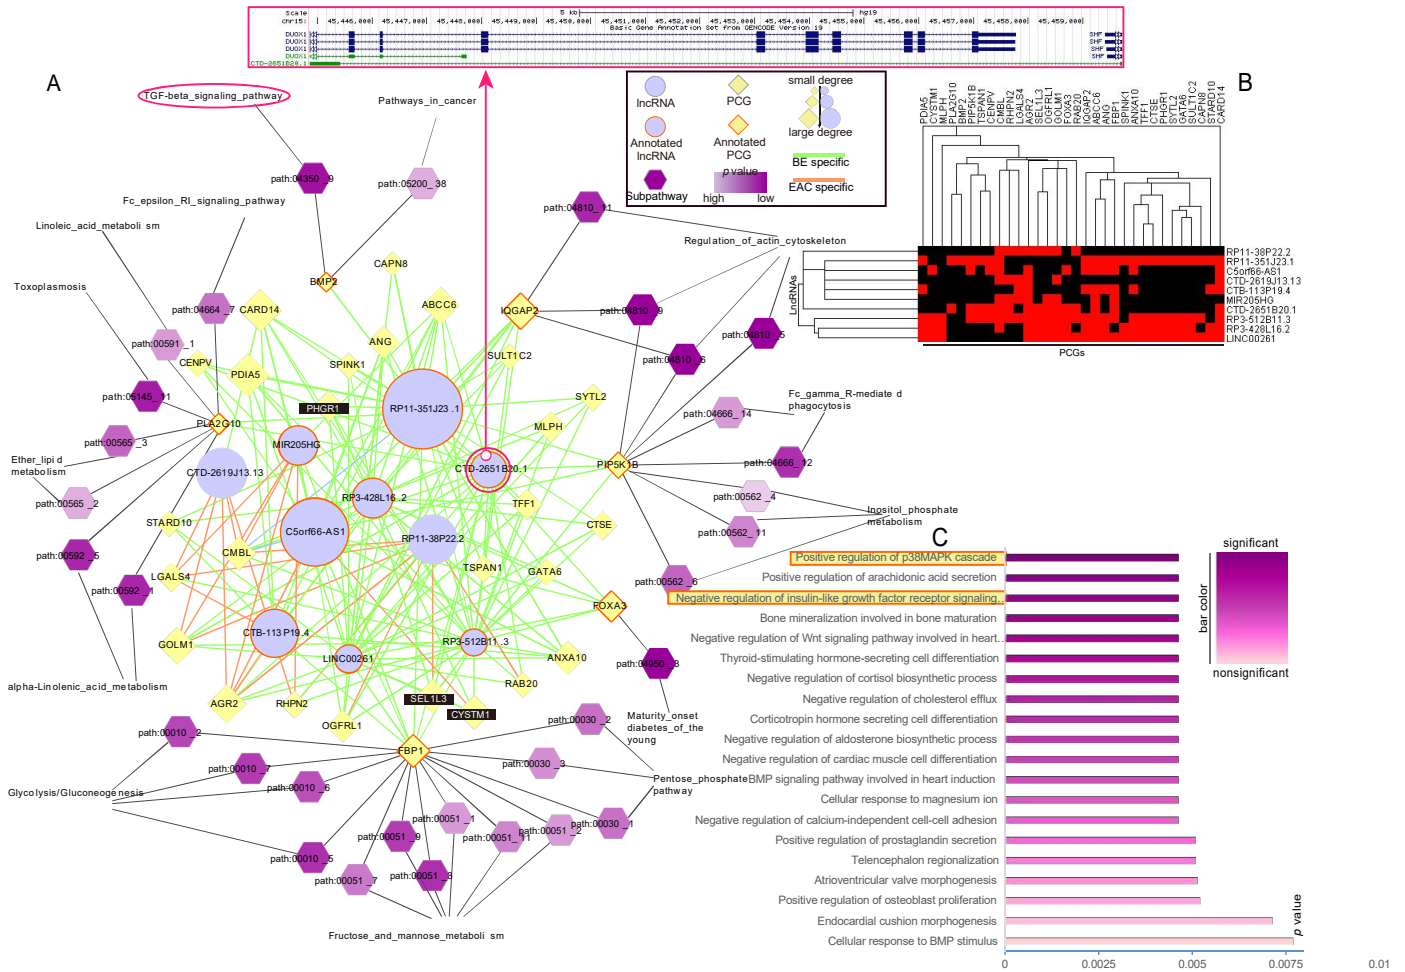 Scale
5 kb
hg19
chr15:
45,446,000
45,447,000
45,448,000
45,449,000
45,450,000
45,451,000
45,452,000
45,453,000
45,454,000
45,455,000
45,456,000
45,457,000
45,458,000
45,459,000
Basic Gene Annotation Set from GENCODE Version 19
DUOX1
DUOX1
DUOX1
DUOX1
CTD-2651B20.1
SHF
SHF
SHF
SHF
A
TGF-beta_signaling_pathway
Pathways_in_cancer
path:04350_9
path:05200_38
Fc_epsilon_RI_signaling_pathway
Linoleic_acid_metaboli sm
Toxoplasmosis
path:04664_7
path:00591_1
path:05145_11
path:00565_3
Ether_lipi d
metabolism
path:00565_2
path:00592_5
path:00592_1
alpha-Linolenic_acid_metabolism
lncRNA
PCG
small degree
large degree
Annotated
lncRNA
Annotated
PCG
BE specific
EAC specific
Subpathway
p value
high
low
path:04810_11
Regulation_of_actin_cytoskeleton
path:04810_9
path:04810_5
path:04810_6
Fc_gamma_R-mediate d
phagocytosis
path:04666_14
path:04666_12
path:00562_4
Inositol_phosphate
metabolism
path:00562_11
path:00562_6
BMP2
CAPN8
CARD14
ABCC6
IQGAP2
ANG
SULT1C2
CENPV
PDIA5
SPINK1
PHGR1
RP11-351J23 .1
SYTL2
MLPH
PLA2G10
MIR205HG
CTD-2619J13.13
CTD-2651B20.1
PIP5K1B
RP3-428L16 .2
TFF1
STARD10
C5orf66-AS1
RP11-38P22.2
CTSE
CMBL
TSPAN1
GATA6
LGALS4
FOXA3
CTB-113P19.4
GOLM1
LINC00261
RP3-512B11 .3
ANXA10
RAB20
SEL1L3
CYSTM1
AGR2
RHPN2
OGFRL1
FBP1
path:04950_3
Maturity_onset
diabetes_of_the
young
path:00030_2
path:00030_3
Pentose_phosphate
pathway
path:00030_1
path:00010_2
path:00010_7
path:00010_6
Glycolysis/Gluconeogenesis
path:00010_5
path:00051_9
path:00051_1
path:00051_11
path:00051_2
path:00051_7
path:00051_3
Fructose_and_mannose_metaboli sm
B
PDIA5
CYSTM1
MLPH
PLA2G10
BMP2
PIP5K1B
TSPAN1
CENPV
CMBL
RHPN2
LGALS4
AGR2
SEL1L3
OGFRL1
GOLM1
FOXA3
RAB20
IQGAP2
ABCC6
ANG
FBP1
SPINK1
ANXA10
TFF1
CTSE
PHGR1
SYTL2
GATA6
SULT1C2
CAPN8
STARD10
CARD14
LncRNAs
RP11-38P22.2
RP11-351J23.1
C5orf66-AS1
CTD-2619J13.13
CTB-113P19.4
MIR205HG
CTD-2651B20.1
RP3-512B11.3
RP3-428L16.2
LINC00261
PCGs
C
Positive regulation of p38MAPK cascade
Positive regulation of arachidonic acid secretion
Negative regulation of insulin-like growth factor receptor signaling...
Bone mineralization involved in bone maturation
Negative regulation of Wnt signaling pathway involved in heart...
Thyroid-stimulating hormone-secreting cell differentiation
Negative regulation of cortisol biosynthetic process
Negative regulation of cholesterol efflux
Corticotropin hormone secreting cell differentiation
Negative regulation of aldosterone biosynthetic process
Negative regulation of cardiac muscle cell differentiation
BMP signaling pathway involved in heart induction
Cellular response to magnesium ion
Negative regulation of calcium-independent cell-cell adhesion
Positive regulation of prostaglandin secretion
Telencephalon regionalization
Atrioventricular valve morphogenesis
Positive regulation of osteoblast proliferation
Endocardial cushion morphogenesis
Cellular response to BMP stimulus
0
0.0025
0.005
0.0075
0.01
p value
significant
bar color
nonsignificant